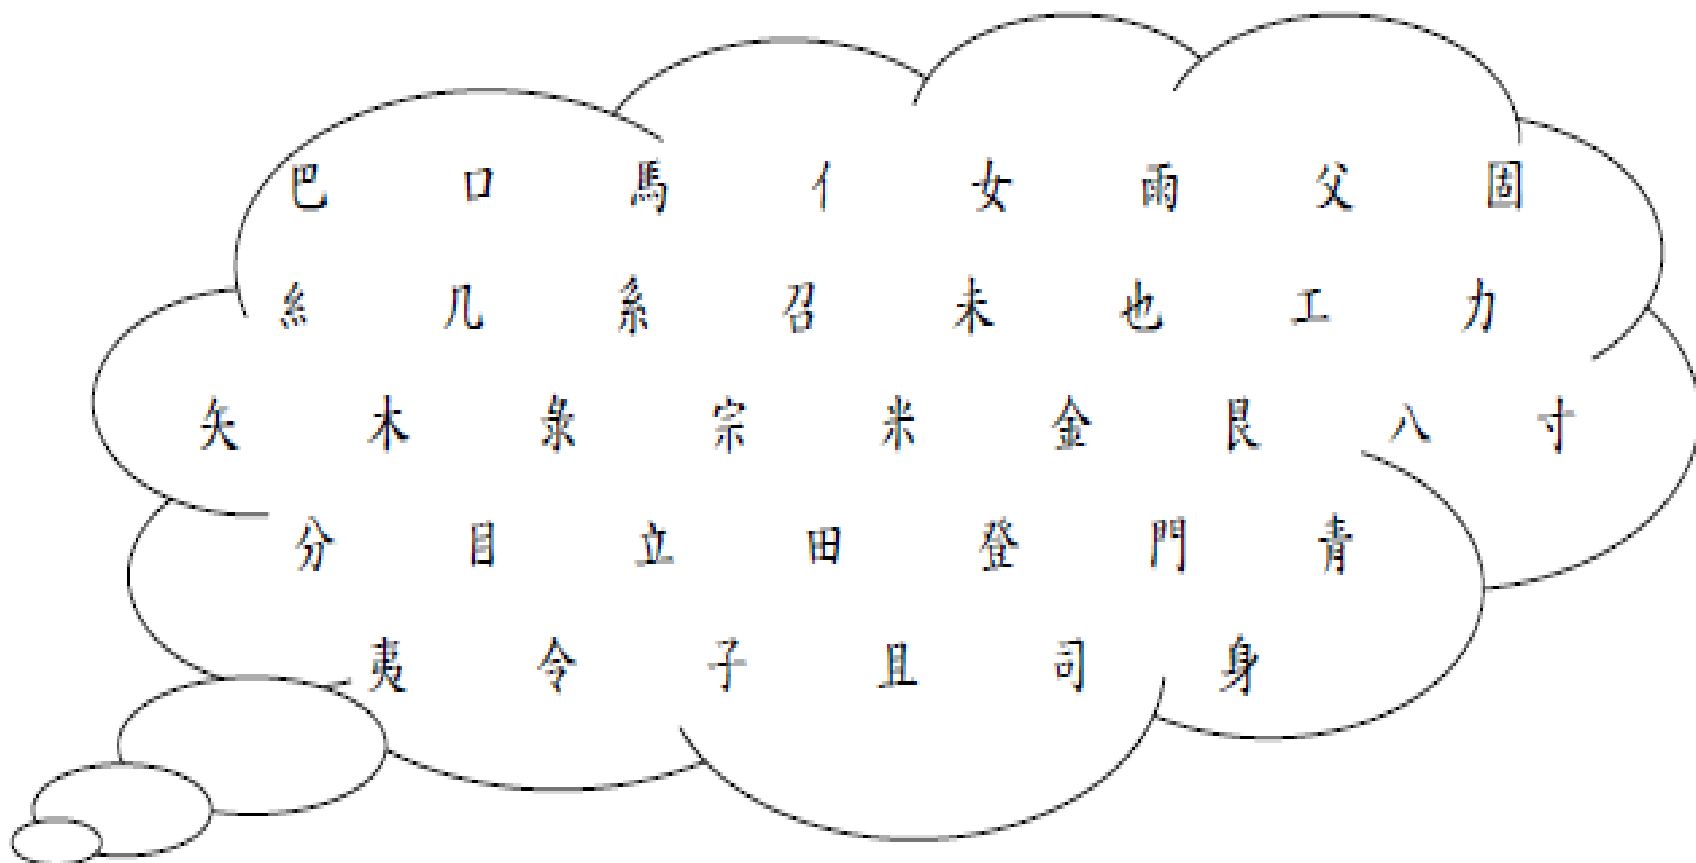 巴 口 馬 亻 女 雨 父 固
糹 几 系 召 未 也 工 力
矢 木 彔 宗 米 金 艮 八 寸
分 目 立 田 登 門 青
夷 令 子 且 司 身